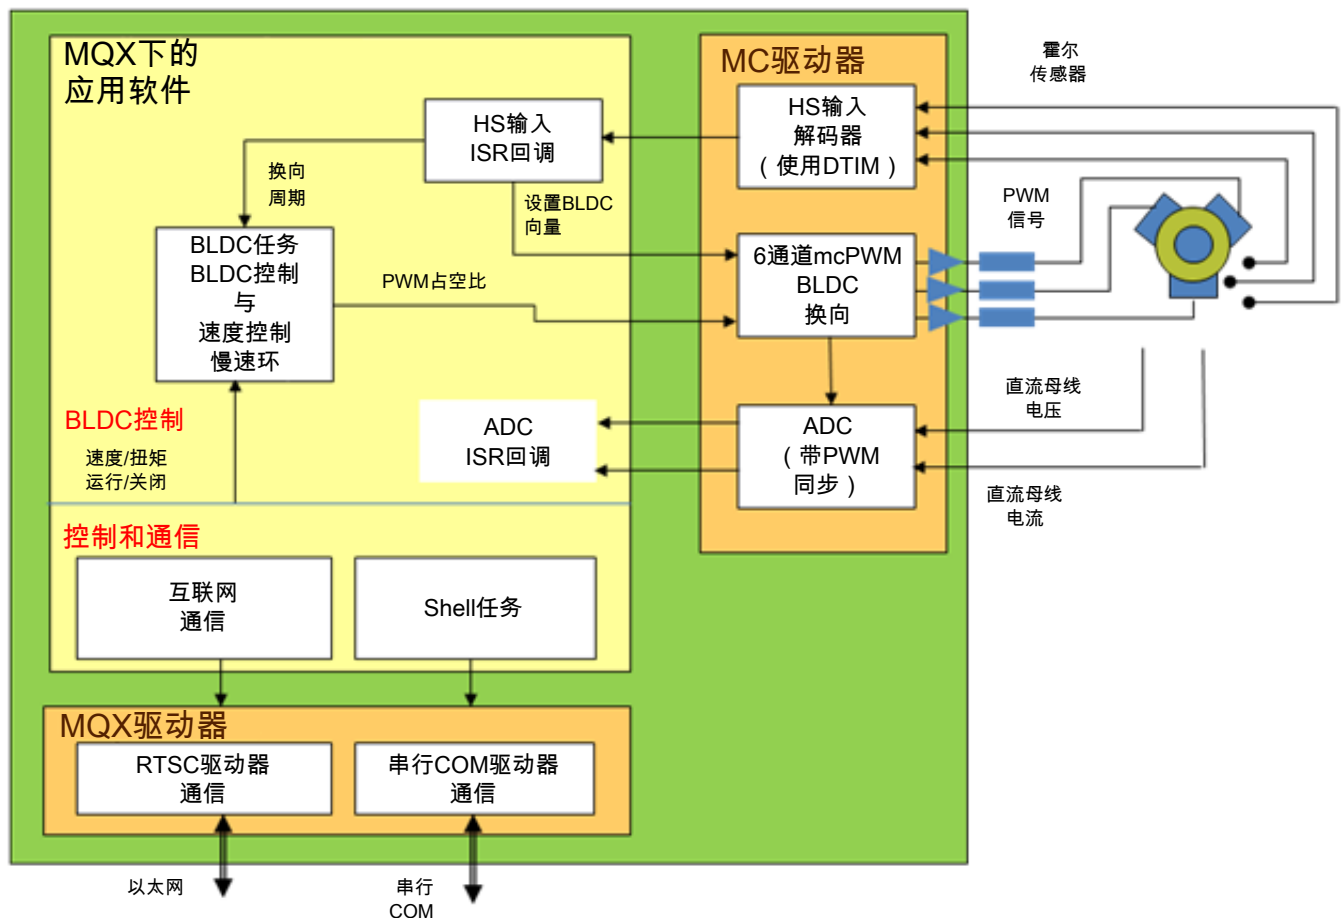 MQX下的
应用软件
HS输入
ISR回调
换向
周期
设置BLDC
向量
BLDC任务
BLDC控制
与
速度控制
慢速环
PWM占空比
BLDC控制
速度/扭矩
运行/关闭
ADC
ISR回调
控制和通信
互联网
通信
Shell任务
MQX驱动器
RTSC驱动器
通信
串行COM驱动器
通信
以太网
串行
COM
MC驱动器
HS输入
解码器
（使用DTIM）
6通道mcPWM
BLDC
换向
ADC
（带PWM
同步）
霍尔
传感器
PWM
信号
直流母线
电压
直流母线
电流